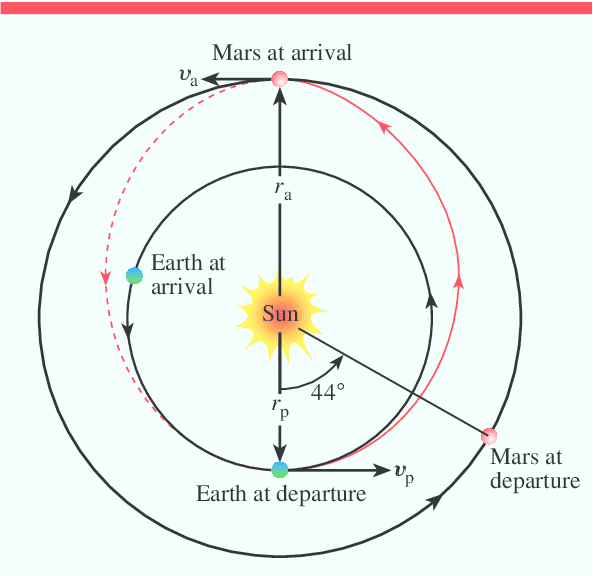 Mars at arrival
va
ra
Earth at
arrival
Sun
44°
rp
Mars at
departure
vp
Earth at departure